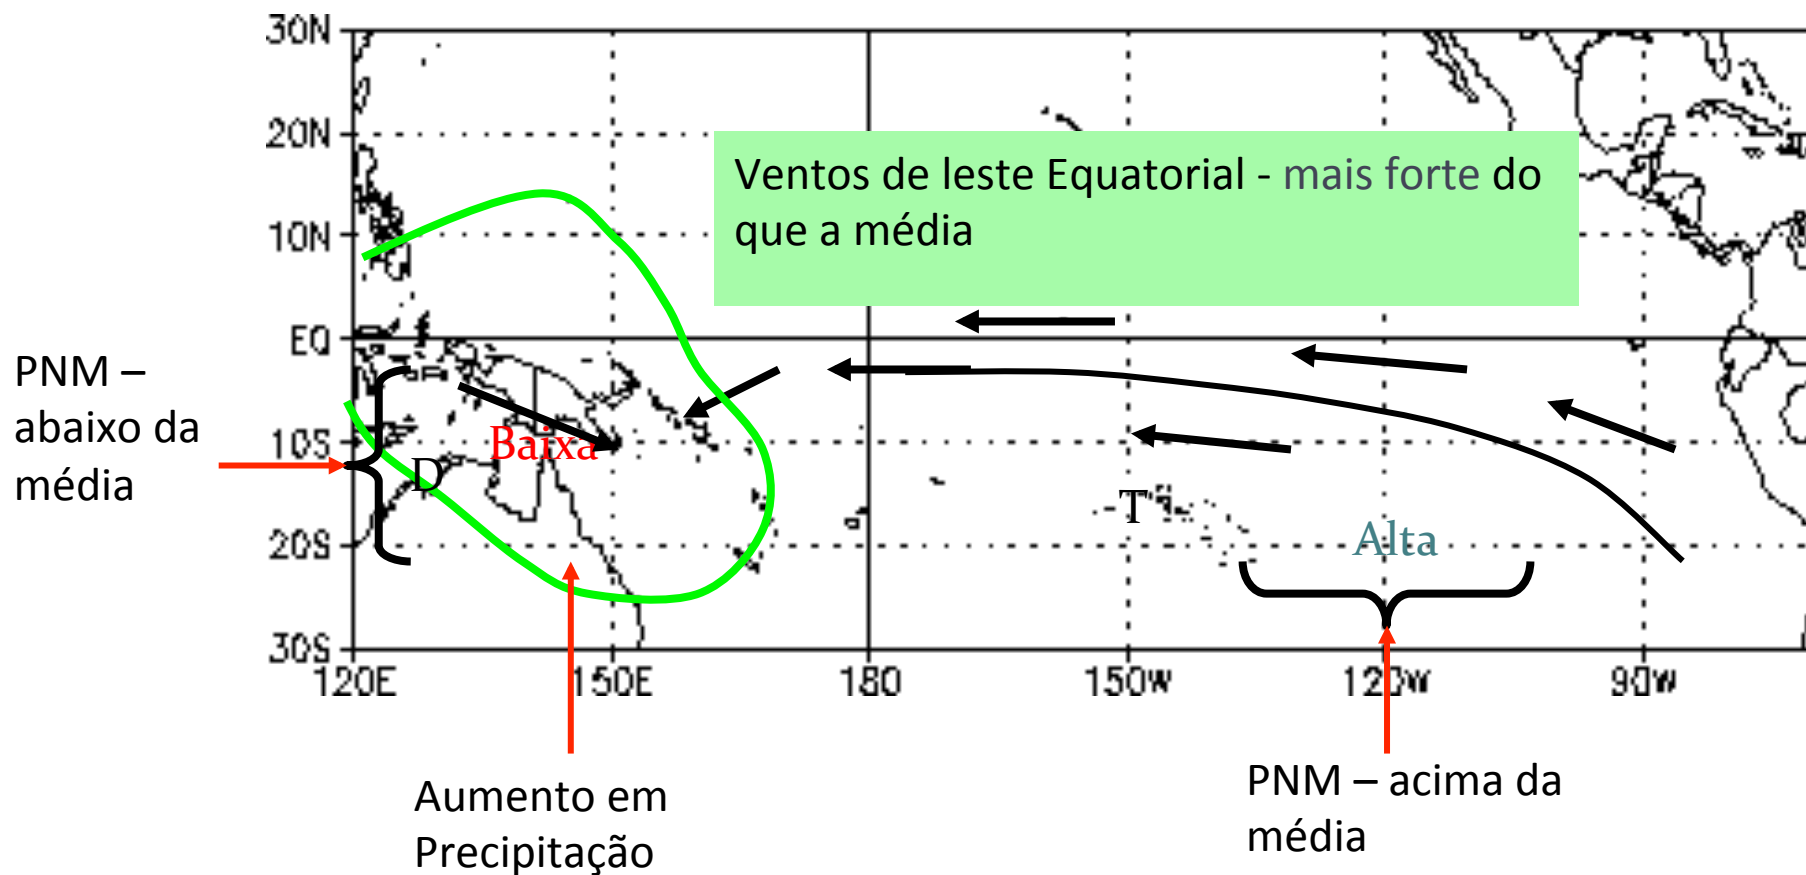 30N
20N
Ventos de leste Equatorial - mais forte do
que a média
10N
EQ
PNM –
abaixo da
média
10S
Baixa
D
T
20S
Alta
30S
120E
150E
180
150W
120W
90W
Aumento em
Precipitação
PNM – acima da
média